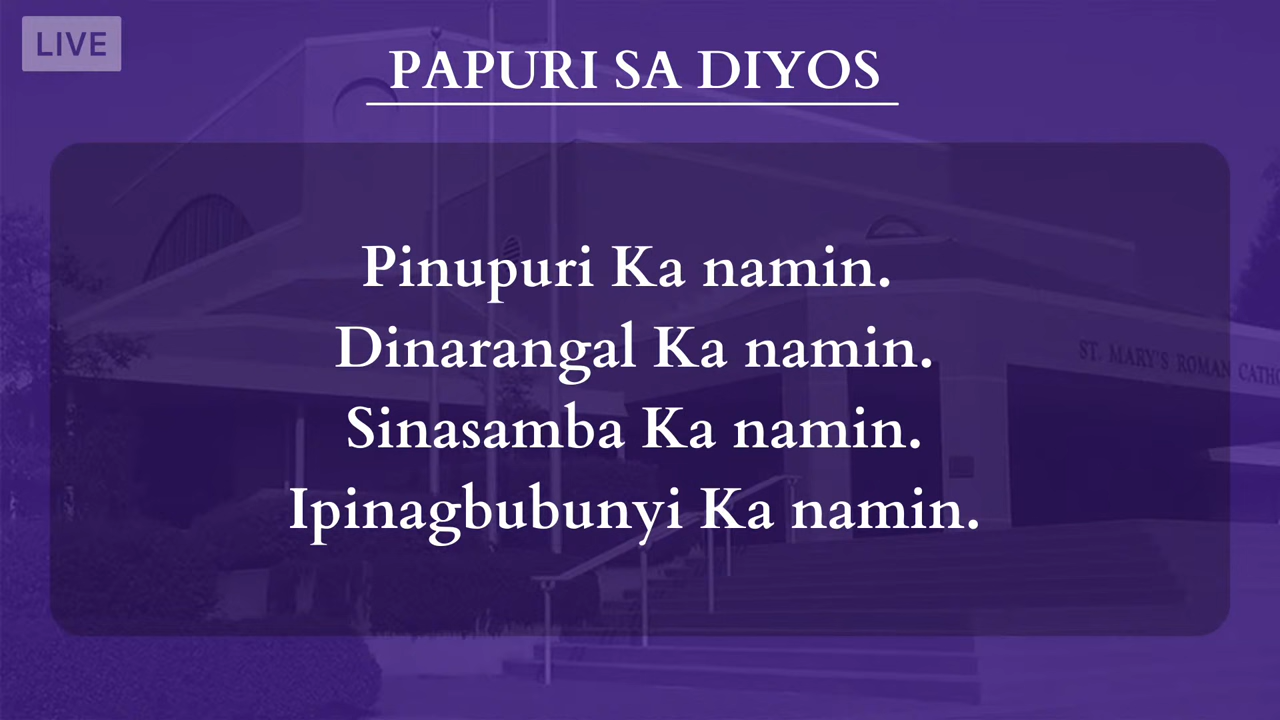 LIVE
PAPURI SA DIYOS
Pinupuri Ka namin.
Dinarangal Ka namin.
Sinasamba Ka namin.
Ipinagbubunyi Ka namin.
ST. MARY'S ROMAN